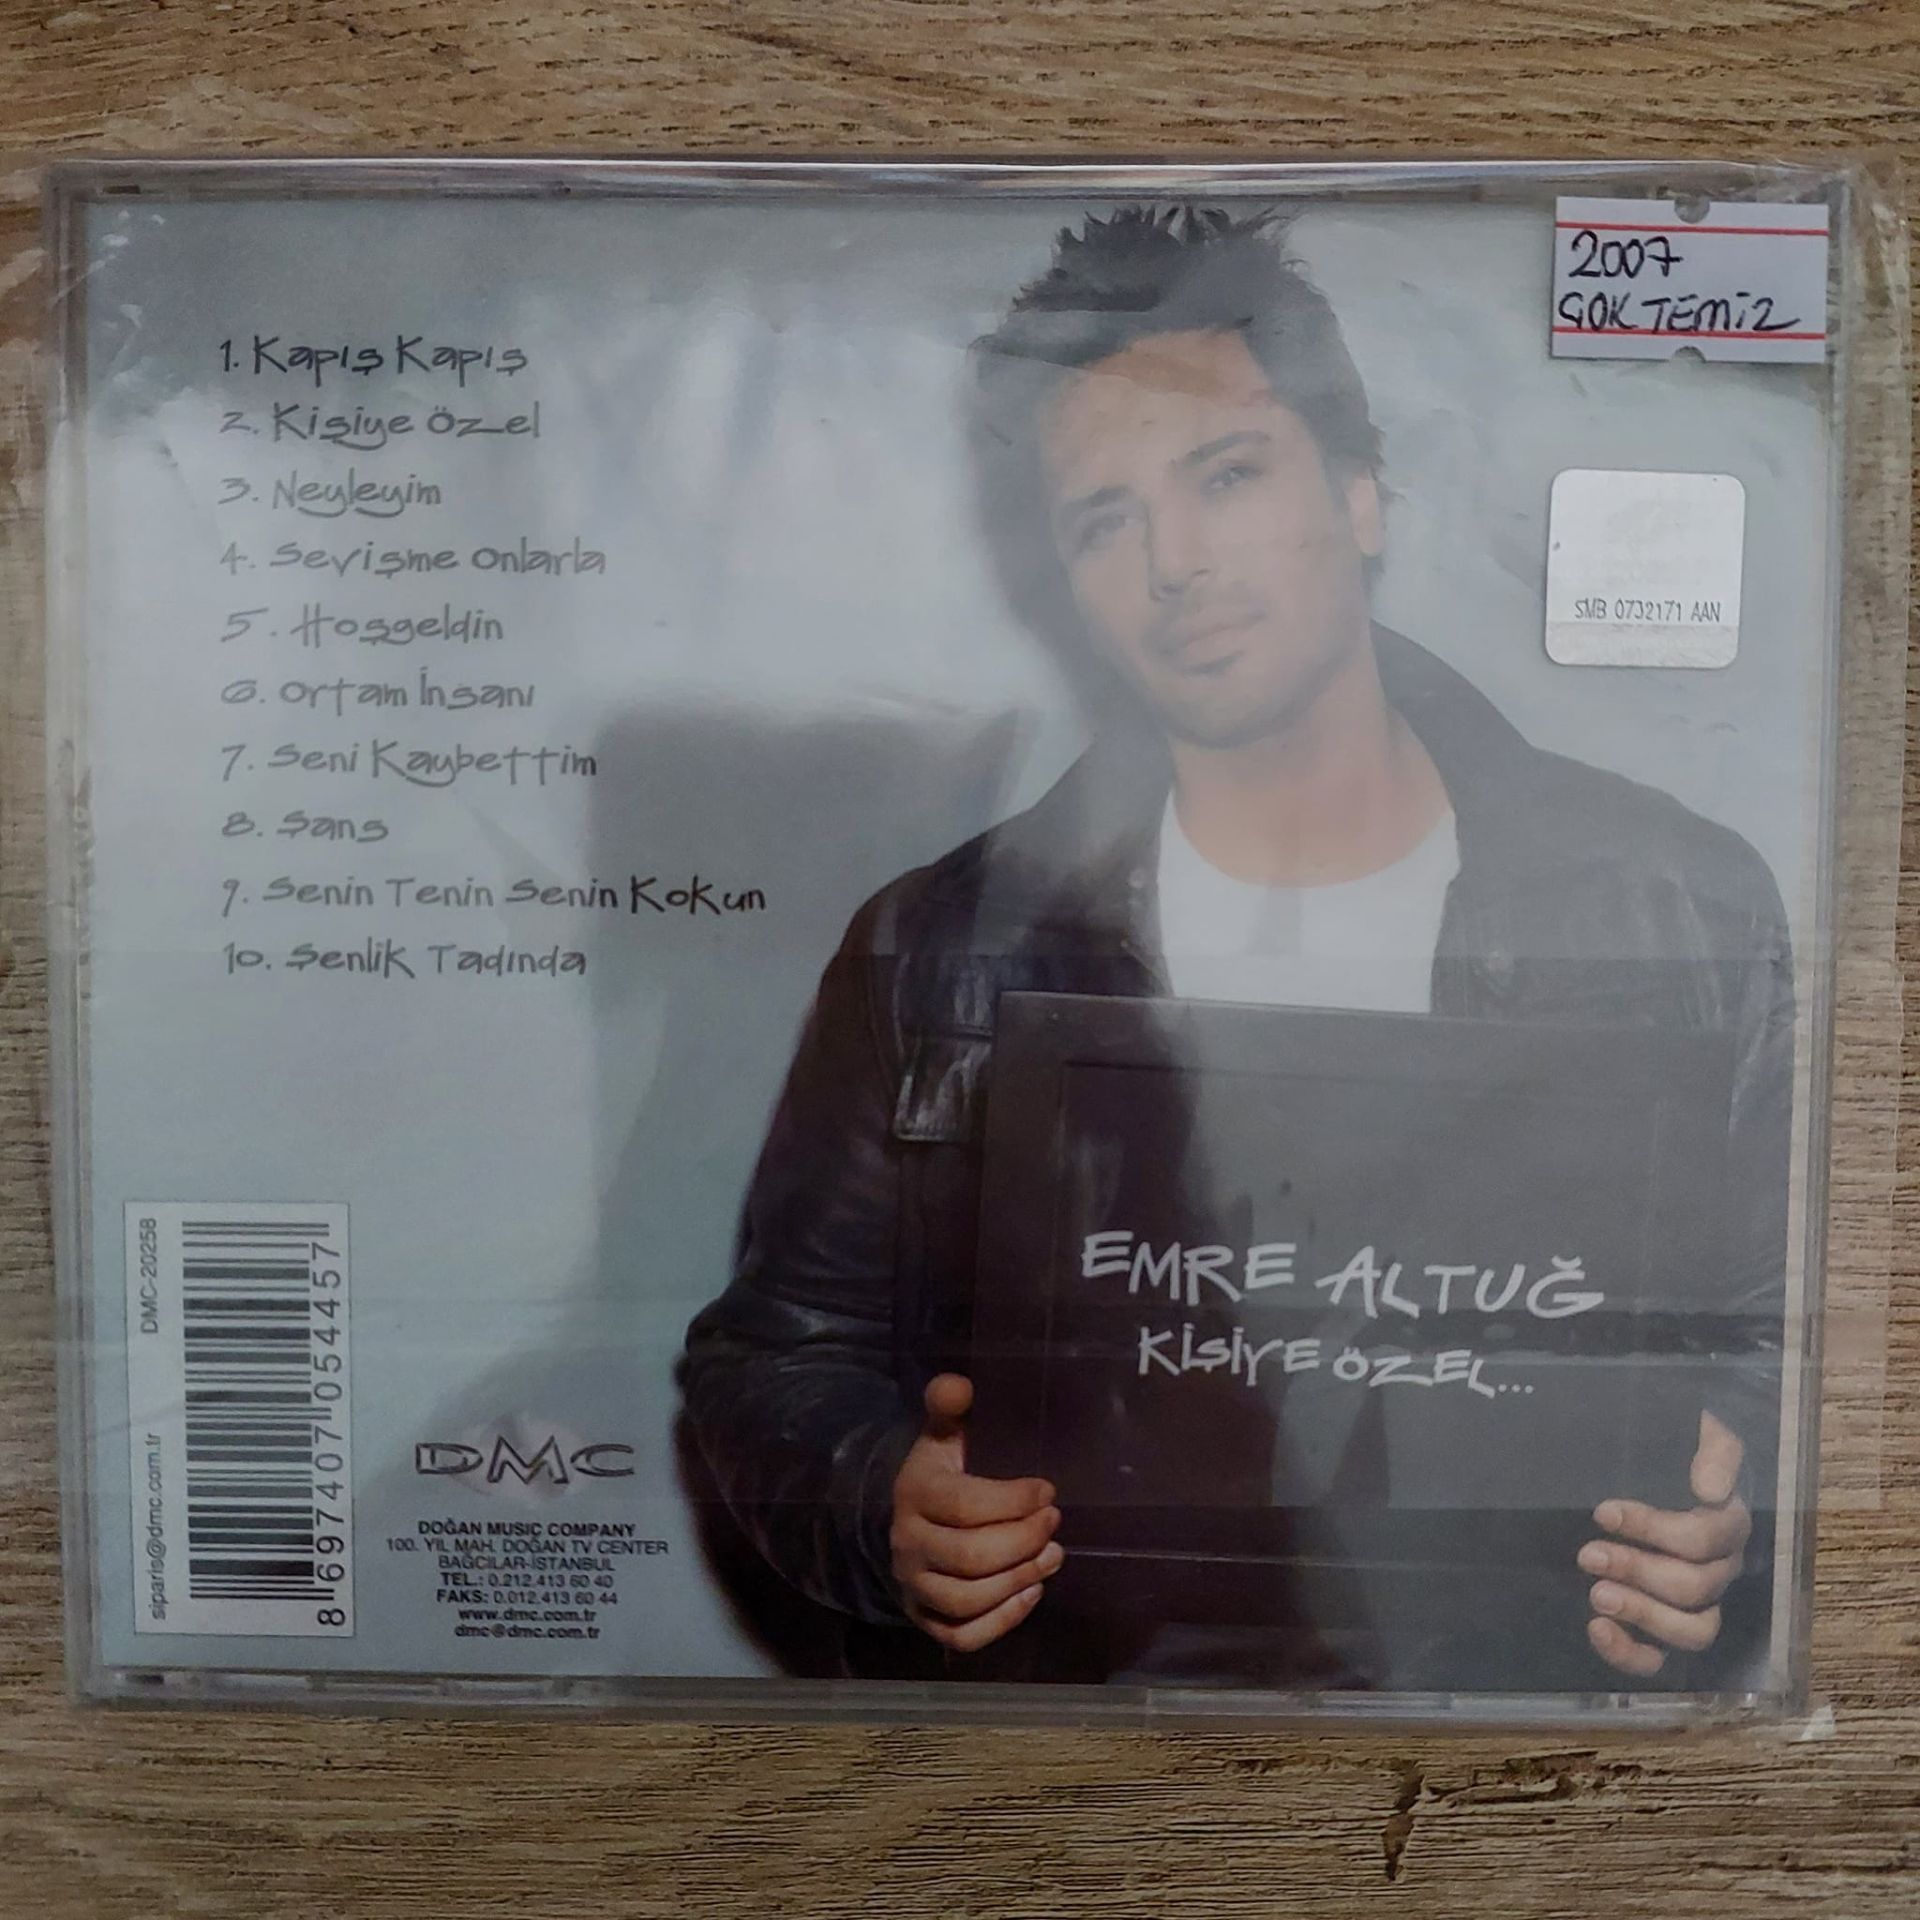 2007
ÇOK TEMİZ
1. Kapış Kapış
2. Kişiye Özel
3. Neyleyim
4. Sevişme Onlarla
5. Hoşgeldin
6. Ortam İnsanı
7. Seni Kaybettim
8. Şans
9. Senin Tenin Senin Kokun
10. Şenlik Tadında
SMB 0732171 AAN
EMRE ALTUĞ
KİŞİYE ÖZEL...
DMC-20258
siparis@dmc.com.tr
8 697407 054457
DMC
DOĞAN MUSIC COMPANY
100. YIL MAH. DOĞAN TV CENTER
BAĞCILAR-İSTANBUL
TEL.: 0.212.413 60 40
FAKS: 0.012.413 60 44
www.dmc.com.tr
dmc@dmc.com.tr